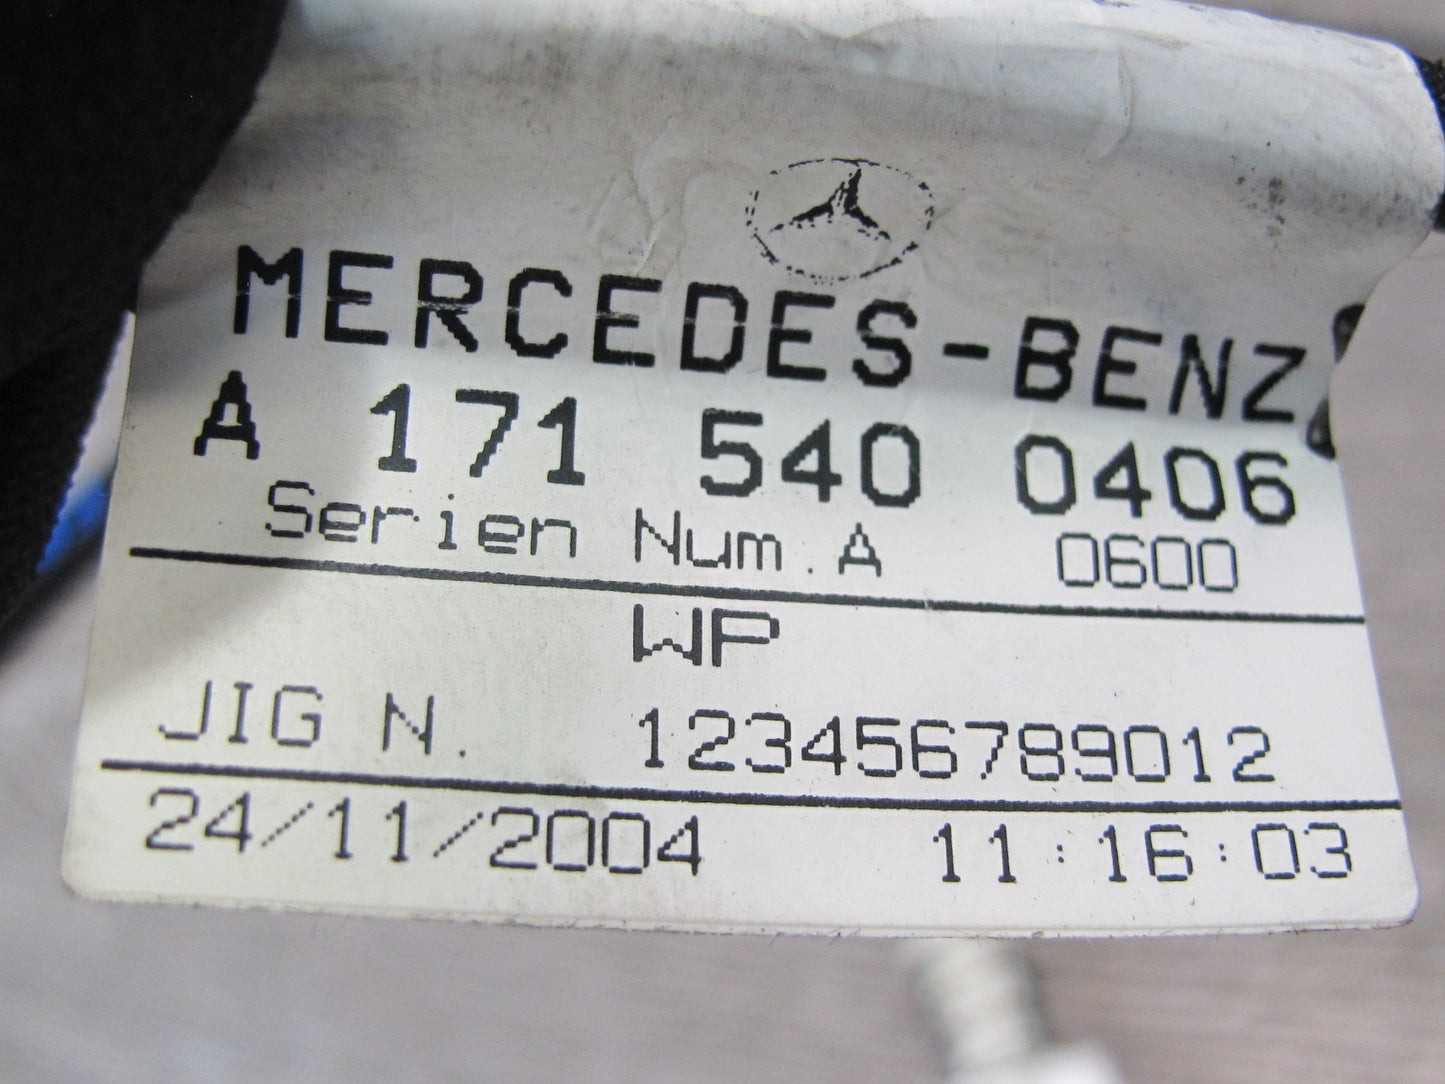 MERCEDES-BENZ
A 171 540 0406
Serien Num.A 0600
WP
JIG N. 123456789012
24/11/2004 11:16:03